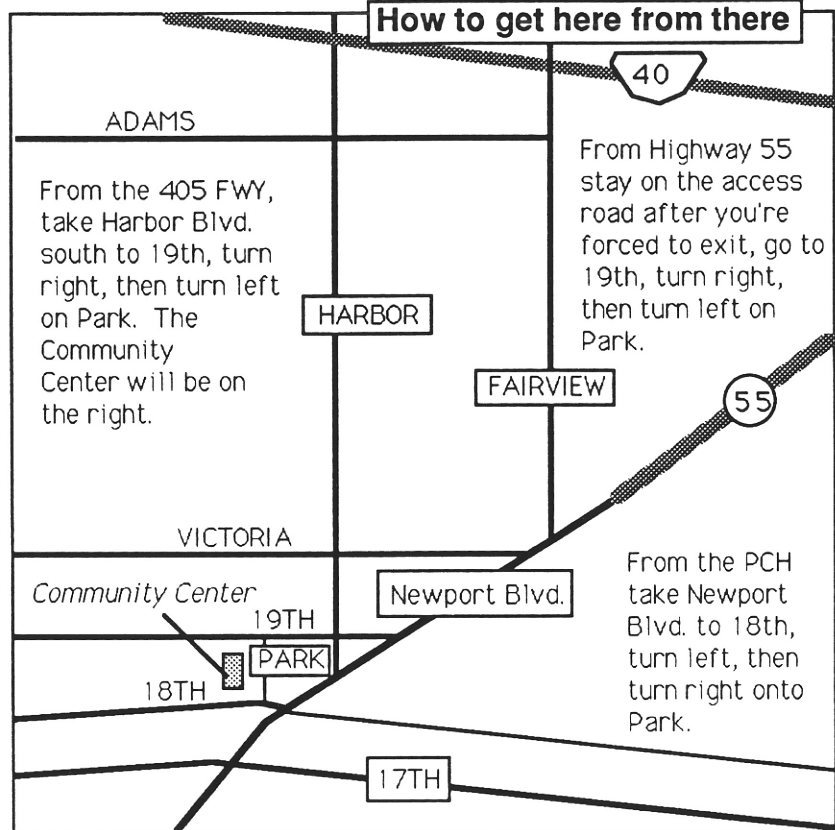 How to get here from there
40
ADAMS
From the 405 FWY,
take Harbor Blvd.
south to 19th, turn
right, then turn left
on Park. The
Community
Center will be on
the right.
From Highway 55
stay on the access
road after you're
forced to exit, go to
19th, turn right,
then turn left on
Park.
HARBOR
FAIRVIEW
55
VICTORIA
Community Center
Newport Blvd.
19TH
PARK
18TH
From the PCH
take Newport
Blvd. to 18th,
turn left, then
turn right onto
Park.
17TH